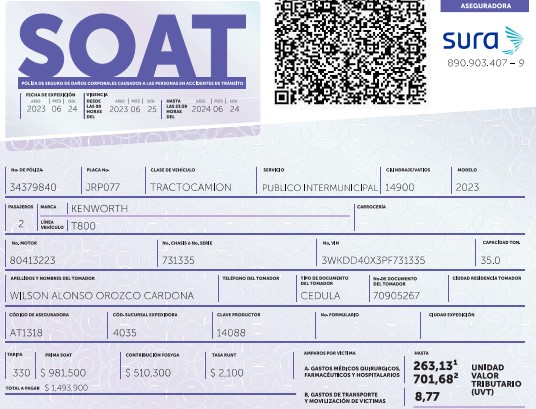 ASEGURADORA
SOAT
PÓLIZA DE SEGURO DE DAÑOS CORPORALES CAUSADOS A LAS PERSONAS EN ACCIDENTES DE TRÁNSITO
sura
890.903.407 – 9
FECHA DE EXPEDICIÓN VIGENCIA
AÑO MES DÍA DESDE LAS 00 HORAS DEL AÑO MES DÍA HASTA LAS 23:59 HORAS DEL AÑO MES DÍA
2023 06 24 2023 06 25 2024 06 24
No. DE PÓLIZA PLACA No. CLASE DE VEHÍCULO SERVICIO CILINDRAJE/VATIOS MODELO
34379840 JRP077 TRACTOCAMION PUBLICO INTERMUNICIPAL 14900 2023
PASAJEROS MARCA KENWORTH CARROCERÍA
2 LÍNEA VEHÍCULO T800
No. MOTOR No. CHASIS ó No. SERIE No. VIN CAPACIDAD TON.
80413223 731335 3WKDD40X3PF731335 35.0
APELLIDOS Y NOMBRES DEL TOMADOR TELÉFONO DEL TOMADOR TIPO DE DOCUMENTO DEL TOMADOR No. DE DOCUMENTO DEL TOMADOR CIUDAD RESIDENCIA TOMADOR
WILSON ALONSO OROZCO CARDONA CEDULA 70905267
CÓDIGO DE ASEGURADORA CÓD. SUCURSAL EXPEDIDORA CLAVE PRODUCTOR No. FORMULARIO CIUDAD EXPEDICIÓN
AT1318 4035 14088
TARIFA PRIMA SOAT CONTRIBUCIÓN FOSYGA TASA RUNT AMPAROS POR VÍCTIMA HASTA
330 $ 981,500 $ 510,300 $ 2,100 A. GASTOS MÉDICOS QUIRURGICOS, FARMACÉUTICOS Y HOSPITALARIOS 263,13¹ 701,68² UNIDAD VALOR TRIBUTARIO (UVT)
TOTAL A PAGAR $ 1,493,900
B. GASTOS DE TRANSPORTE Y MOVILIZACIÓN DE VÍCTIMAS 8,77